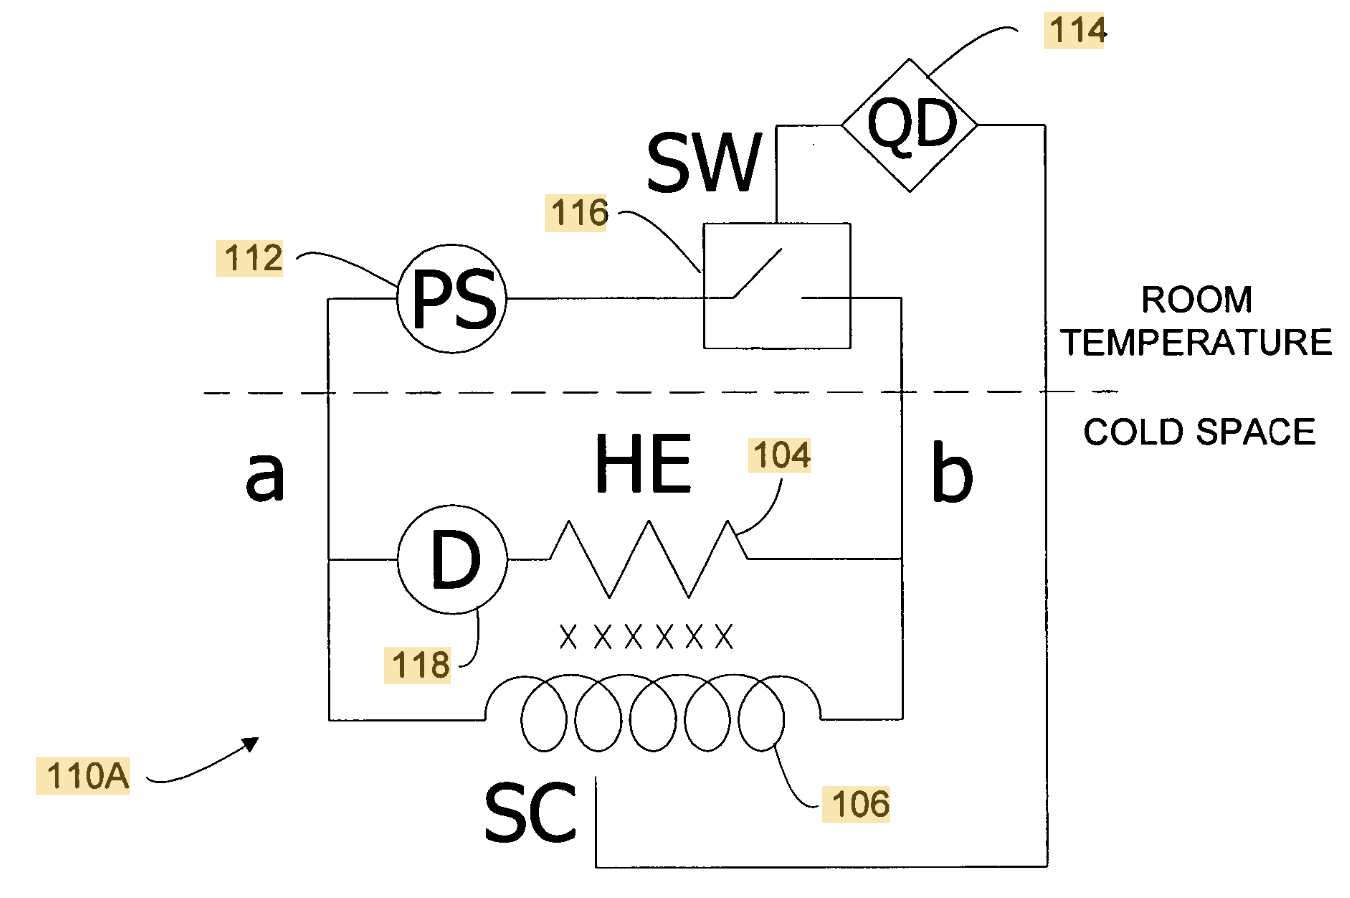 114
QD
SW
116
112
PS
ROOM
TEMPERATURE
COLD SPACE
a
HE
104
b
D
X X X X X X
118
110A
SC
106